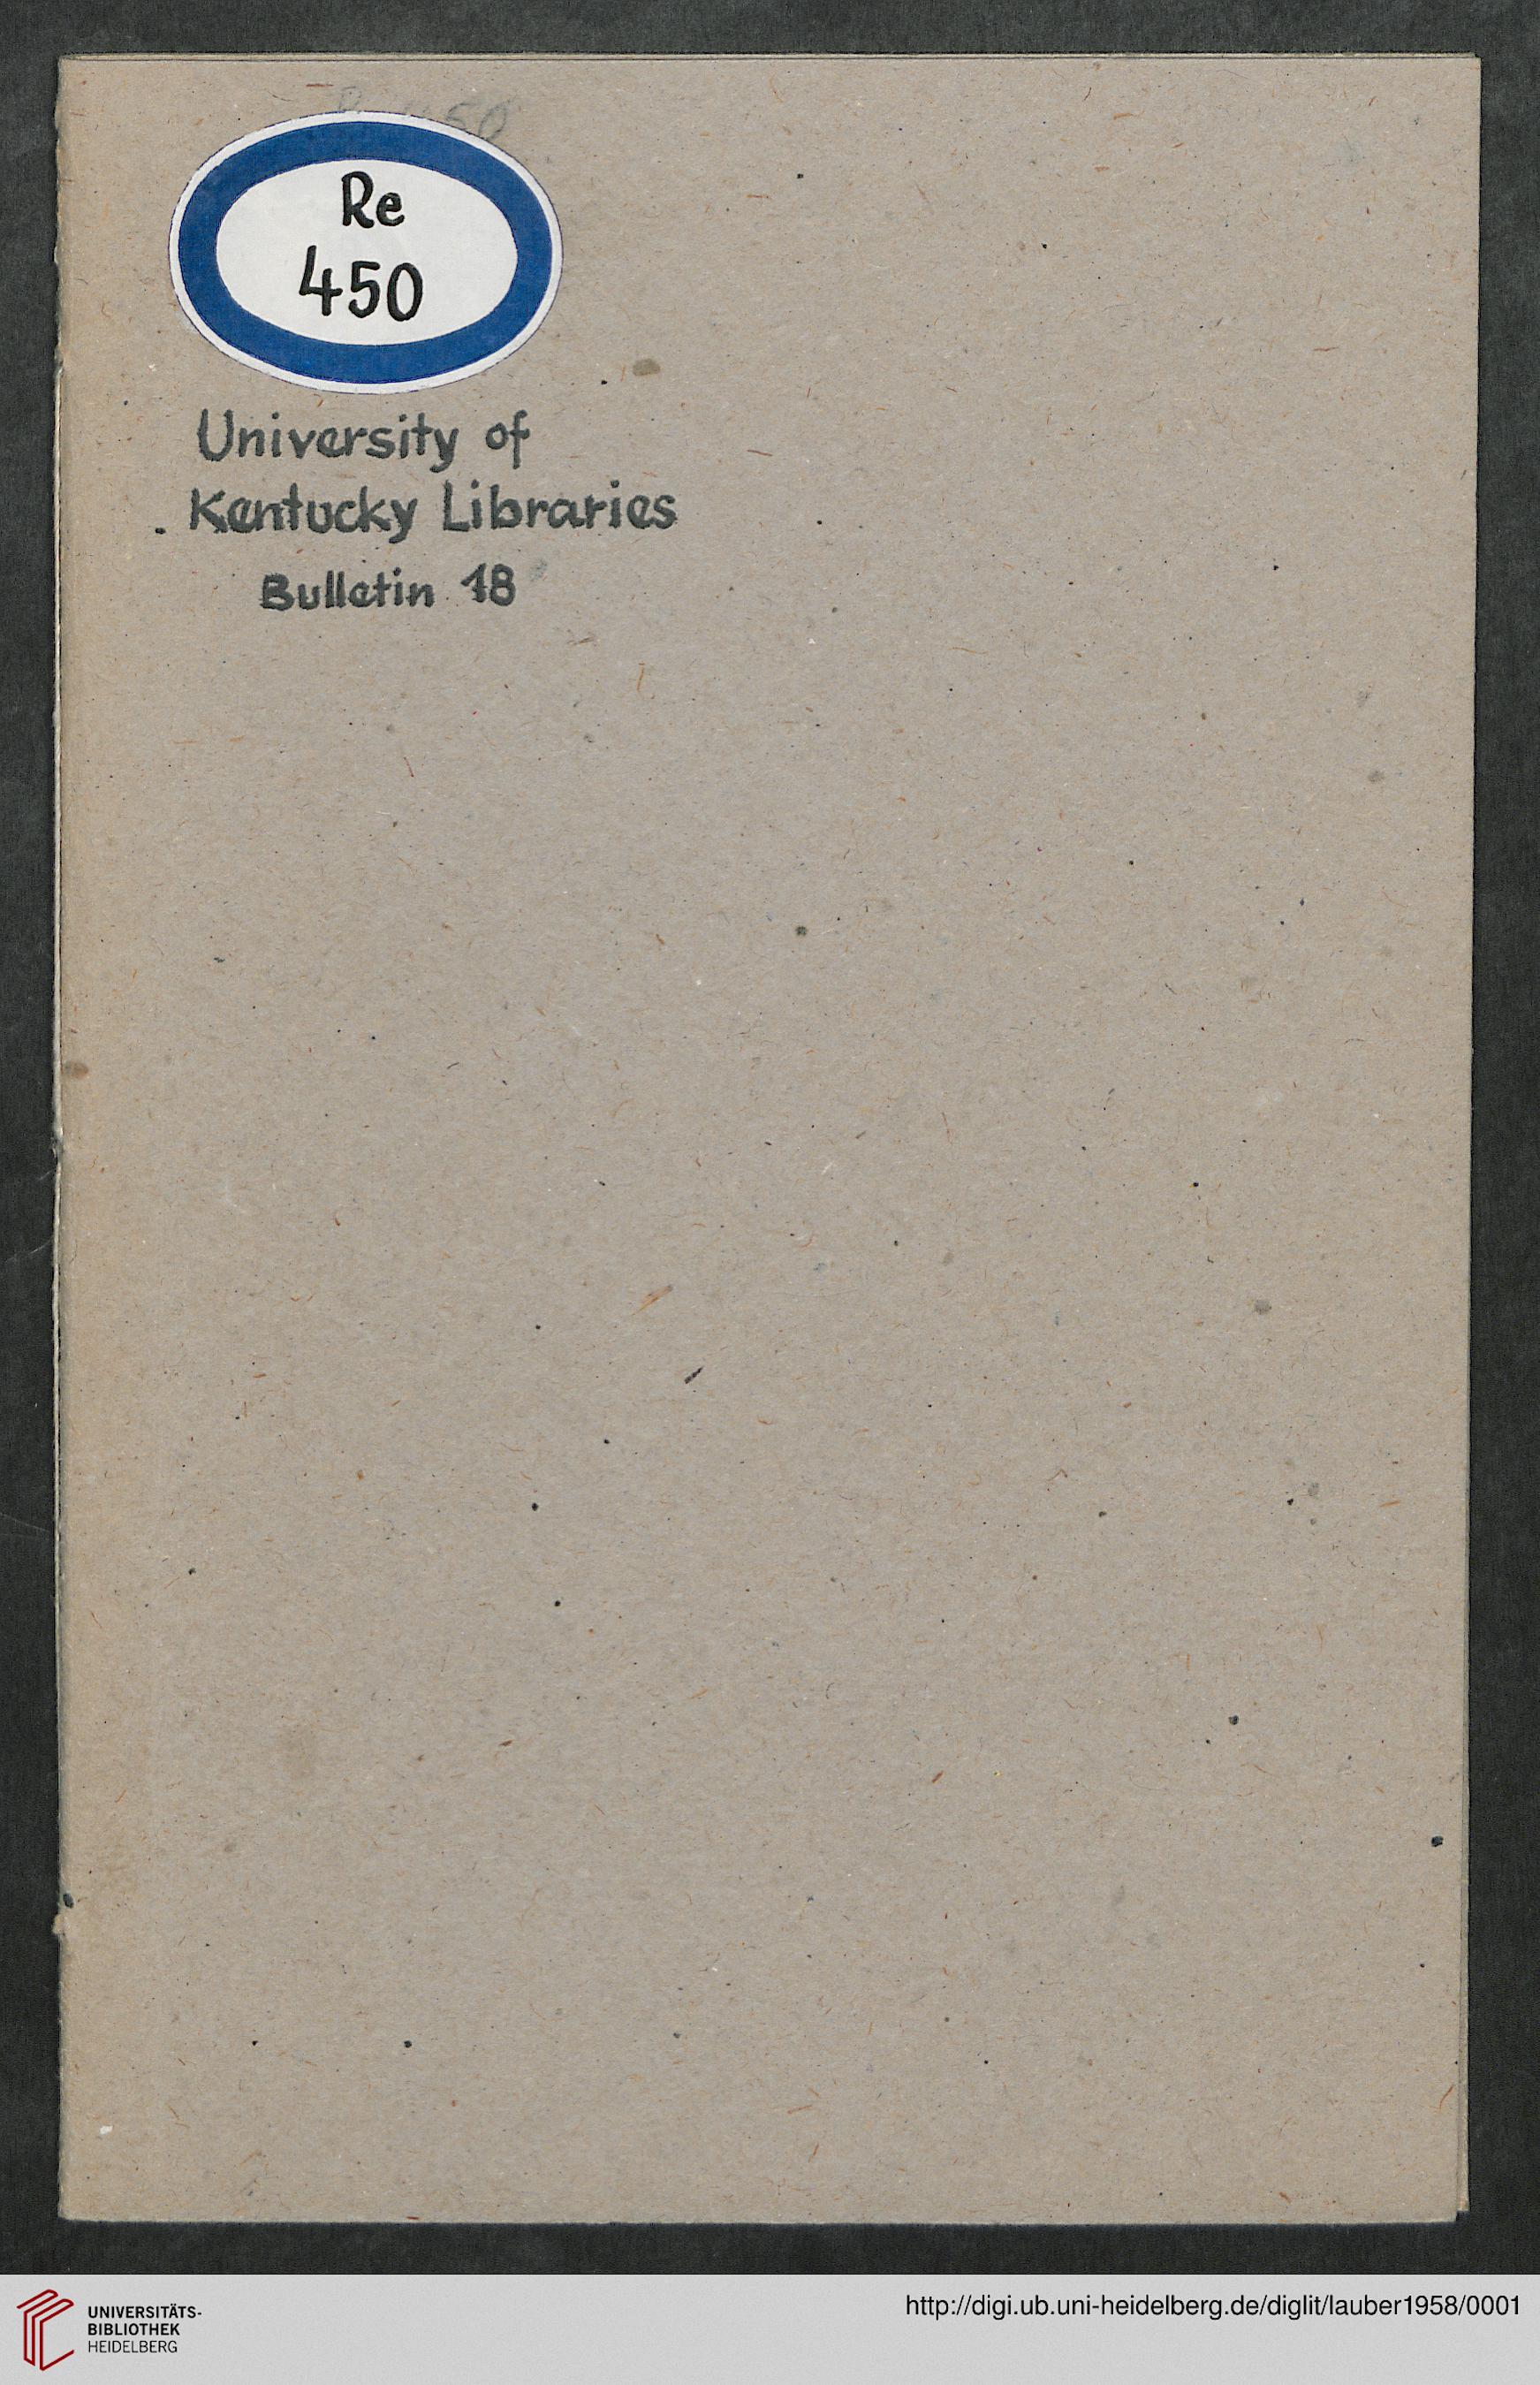 Re
450
University of
Kentucky Libraries
Bulletin 18
UNIVERSITÄTS-
BIBLIOTHEK
HEIDELBERG
http://digi.ub.uni-heidelberg.de/diglit/lauber1958/0001